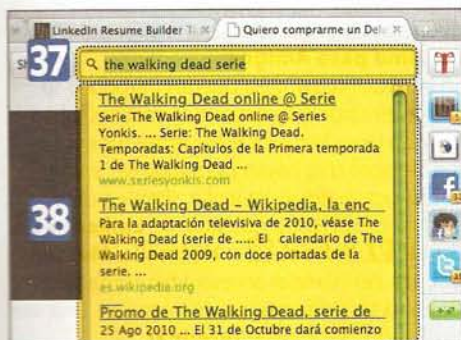 LinkedIn Resume Builder
Quiero comprarme un Del
37
the walking dead serie
The Walking Dead online @ Serie
Serie The Walking Dead online @ Series
Yonkis. ... Serie: The Walking Dead.
Temporadas: Capítulos de la Primera temporada
1 de The Walking Dead ...
www.seriesyonkis.com
38
The Walking Dead - Wikipedia, la enc
Para la adaptación televisiva de 2010, véase The
Walking Dead (serie de ..... El calendario de The
Walking Dead 2009, con doce portadas de la
serie. ...
es.wikipedia.org
Promo de The Walking Dead, serie de
25 Ago 2010 ... El 31 de Octubre dará comienzo